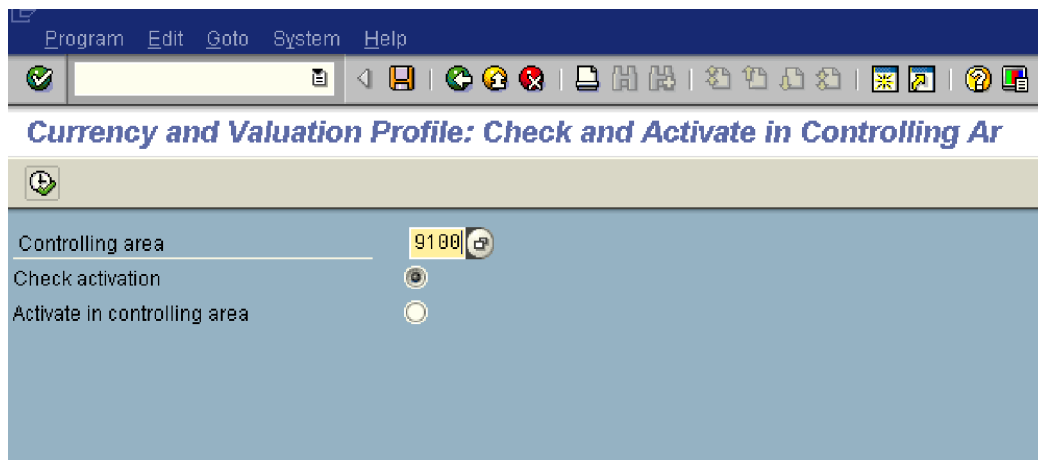 Program Edit Goto System Help
Currency and Valuation Profile: Check and Activate in Controlling Ar
Controlling area 9100
Check activation
Activate in controlling area